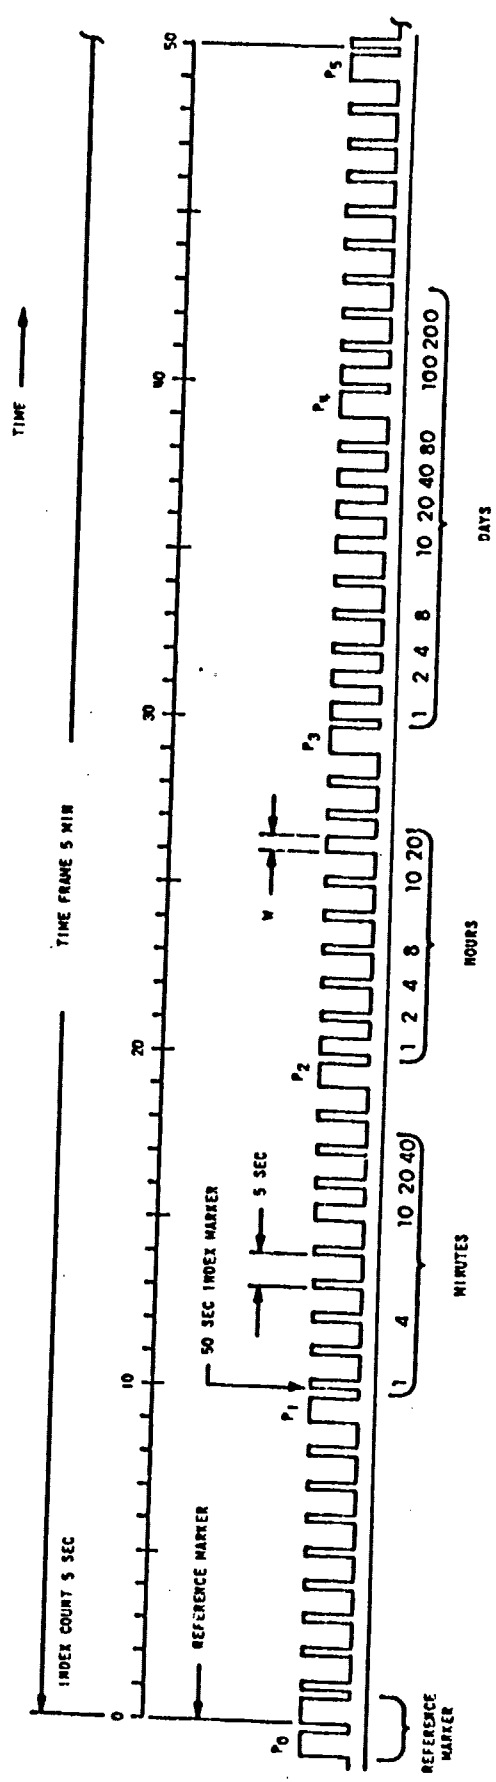 TIME
TIME FRAME 5 MIN
INDEX COUNT 5 SEC
0 10 20 30 40 50
REFERENCE MARKER
50 SEC INDEX MARKER
5 SEC
W
P0 P1 P2 P3 P4 P5
1 4 10 20 40
1 2 4 8 10 20
1 2 4 8 10 20 40 80 100 200
REFERENCE
MARKER
MINUTES
HOURS
DAYS